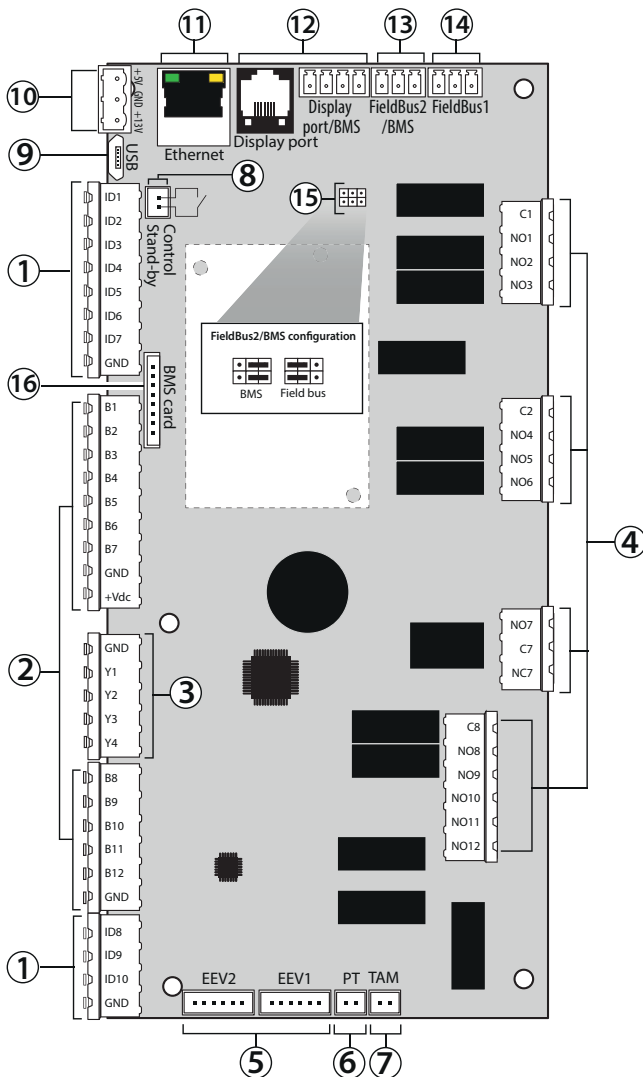 11
12
13
14
10
+5V GND +13V
Ethernet
Display port
Display
port/BMS
FieldBus2
/BMS
FieldBus1
9
USB
8
Control
Stand-by
15
1
ID1
ID2
ID3
ID4
ID5
ID6
ID7
GND
C1
NO1
NO2
NO3
FieldBus2/BMS configuration
BMS
Field bus
16
BMS card
B1
B2
B3
B4
B5
B6
B7
GND
+Vdc
C2
NO4
NO5
NO6
4
2
GND
Y1
Y2
Y3
Y4
3
NO7
C7
NC7
C8
NO8
NO9
NO10
NO11
NO12
B8
B9
B10
B11
B12
GND
1
ID8
ID9
ID10
GND
EEV2
EEV1
PT
TAM
5
6
7